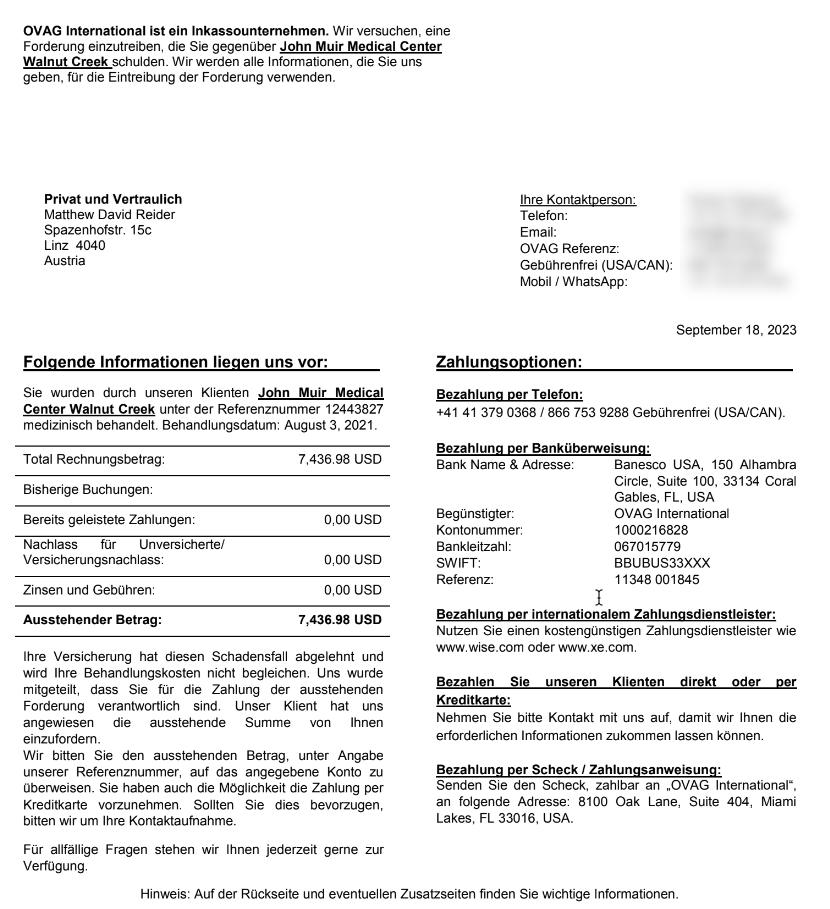 OVAG International ist ein Inkassounternehmen. Wir versuchen, eine
Forderung einzutreiben, die Sie gegenüber John Muir Medical Center
Walnut Creek schulden. Wir werden alle Informationen, die Sie uns
geben, für die Eintreibung der Forderung verwenden.
Privat und Vertraulich
Matthew David Reider
Spazenhofstr. 15c
Linz 4040
Austria
Ihre Kontaktperson:
Telefon:
Email:
OVAG Referenz:
Gebührenfrei (USA/CAN):
Mobil / WhatsApp:
September 18, 2023
Folgende Informationen liegen uns vor:
Sie wurden durch unseren Klienten John Muir Medical
Center Walnut Creek unter der Referenznummer 12443827
medizinisch behandelt. Behandlungsdatum: August 3, 2021.
Total Rechnungsbetrag: 7,436.98 USD
Bisherige Buchungen:
Bereits geleistete Zahlungen: 0,00 USD
Nachlass für Unversicherte/
Versicherungsnachlass: 0,00 USD
Zinsen und Gebühren: 0,00 USD
Ausstehender Betrag: 7,436.98 USD
Ihre Versicherung hat diesen Schadensfall abgelehnt und
wird Ihre Behandlungskosten nicht begleichen. Uns wurde
mitgeteilt, dass Sie für die Zahlung der ausstehenden
Forderung verantwortlich sind. Unser Klient hat uns
angewiesen die ausstehende Summe von Ihnen
einzufordern.
Wir bitten Sie den ausstehenden Betrag, unter Angabe
unserer Referenznummer, auf das angegebene Konto zu
überweisen. Sie haben auch die Möglichkeit die Zahlung per
Kreditkarte vorzunehmen. Sollten Sie dies bevorzugen,
bitten wir um Ihre Kontaktaufnahme.
Für allfällige Fragen stehen wir Ihnen jederzeit gerne zur
Verfügung.
Zahlungsoptionen:
Bezahlung per Telefon:
+41 41 379 0368 / 866 753 9288 Gebührenfrei (USA/CAN).
Bezahlung per Banküberweisung:
Bank Name & Adresse: Banesco USA, 150 Alhambra
Circle, Suite 100, 33134 Coral
Gables, FL, USA
Begünstigter: OVAG International
Kontonummer: 1000216828
Bankleitzahl: 067015779
SWIFT: BBUBUS33XXX
Referenz: 11348 001845
Bezahlung per internationalem Zahlungsdienstleister:
Nutzen Sie einen kostengünstigen Zahlungsdienstleister wie
www.wise.com oder www.xe.com.
Bezahlen Sie unseren Klienten direkt oder per
Kreditkarte:
Nehmen Sie bitte Kontakt mit uns auf, damit wir Ihnen die
erforderlichen Informationen zukommen lassen können.
Bezahlung per Scheck / Zahlungsanweisung:
Senden Sie den Scheck, zahlbar an „OVAG International“,
an folgende Adresse: 8100 Oak Lane, Suite 404, Miami
Lakes, FL 33016, USA.
Hinweis: Auf der Rückseite und eventuellen Zusatzseiten finden Sie wichtige Informationen.